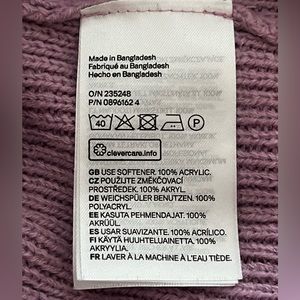 Made in Bangladesh
Fabriqué au Bangladesh
Hecho en Bangladesh
O/N 235248
P/N 0896162 4
40
P
clevercare.info
GB USE SOFTENER. 100% ACRYLIC.
CZ POUŽIJTE ZMĚKČOVACÍ
PROSTŘEDEK. 100% AKRYL.
DE WEICHSPÜLER BENUTZEN. 100%
POLYACRYL.
EE KASUTA PEHMENDAJAT. 100%
AKRÜÜL.
ES USAR SUAVIZANTE. 100% ACRÍLICO.
FI KÄYTÄ HUUHTELUAINETTA. 100%
AKRYYLIA.
FR LAVER À LA MACHINE À L'EAU TIÈDE.